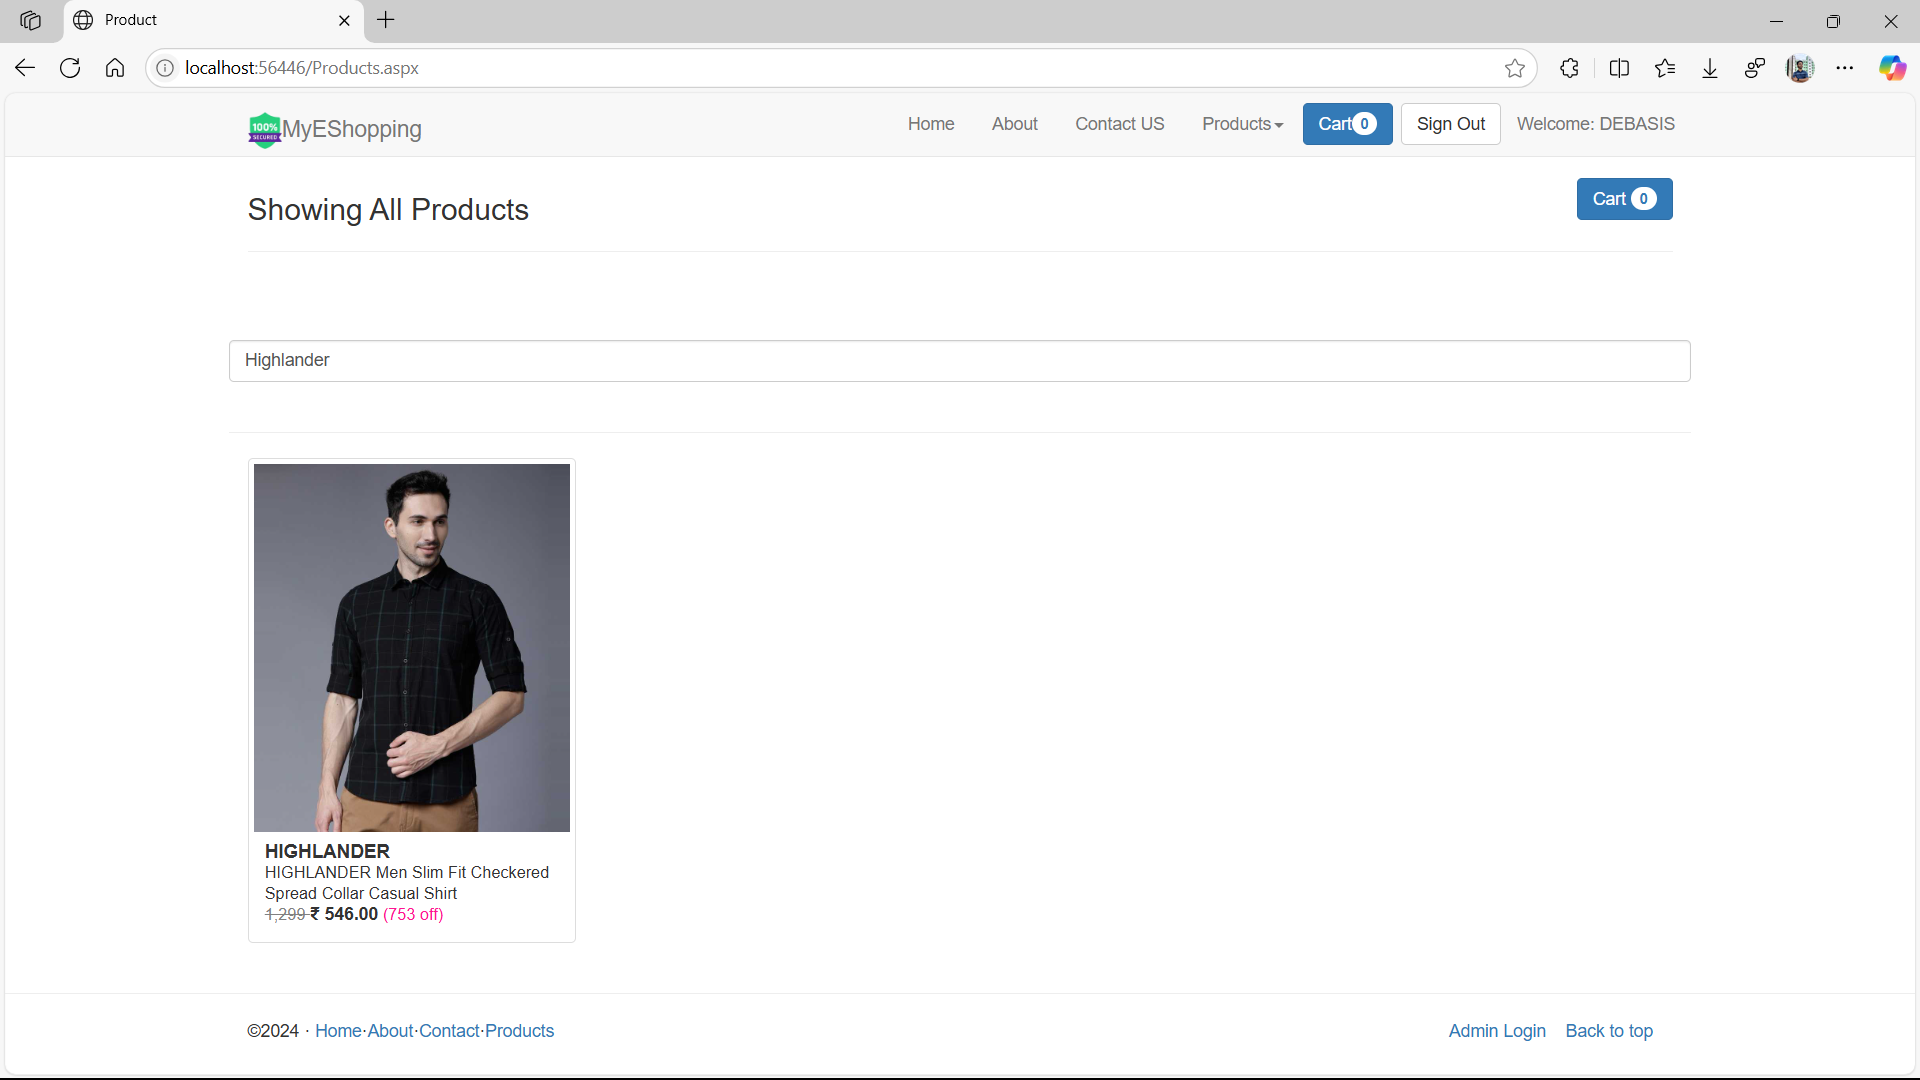 Product
localhost:56446/Products.aspx
100%
SECURED
MyEShopping
Home
About
Contact US
Products
Cart 0
Sign Out
Welcome: DEBASIS
Showing All Products
Cart 0
Highlander
HIGHLANDER
HIGHLANDER Men Slim Fit Checkered
Spread Collar Casual Shirt
1,299 ₹ 546.00 (753 off)
©2024 · Home·About·Contact·Products
Admin Login
Back to top